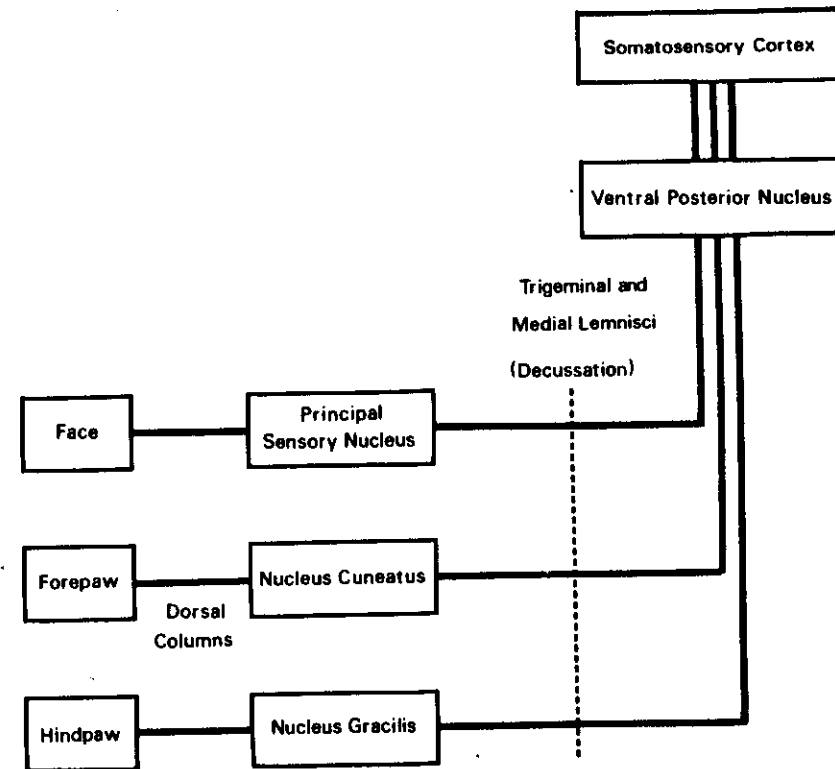 Somatosensory Cortex
Ventral Posterior Nucleus
Trigeminal and
Medial Lemnisci
(Decussation)
Face
Principal
Sensory Nucleus
Forepaw
Nucleus Cuneatus
Dorsal
Columns
Hindpaw
Nucleus Gracilis